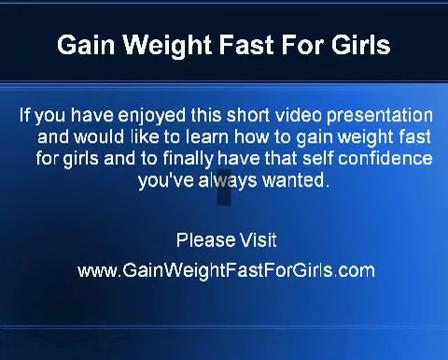 Gain Weight Fast For Girls
If you have enjoyed this short video presentation
and would like to learn how to gain weight fast
for girls and to finally have that self confidence
you've always wanted.
Please Visit
www.GainWeightFastForGirls.com